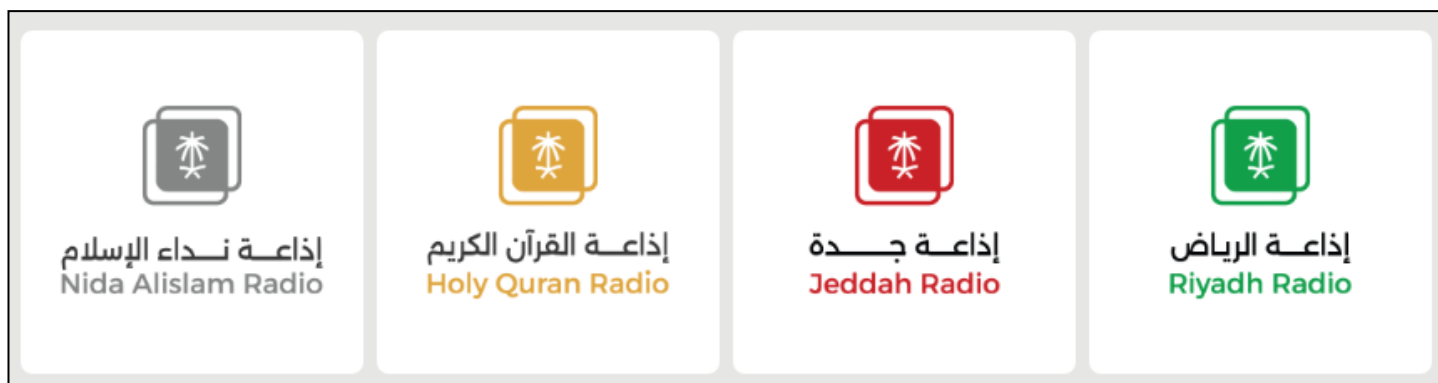 إذاعة الرياض
Riyadh Radio
إذاعة جدة
Jeddah Radio
إذاعة القرآن الكريم
Holy Quran Radio
إذاعة نداء الإسلام
Nida Alislam Radio